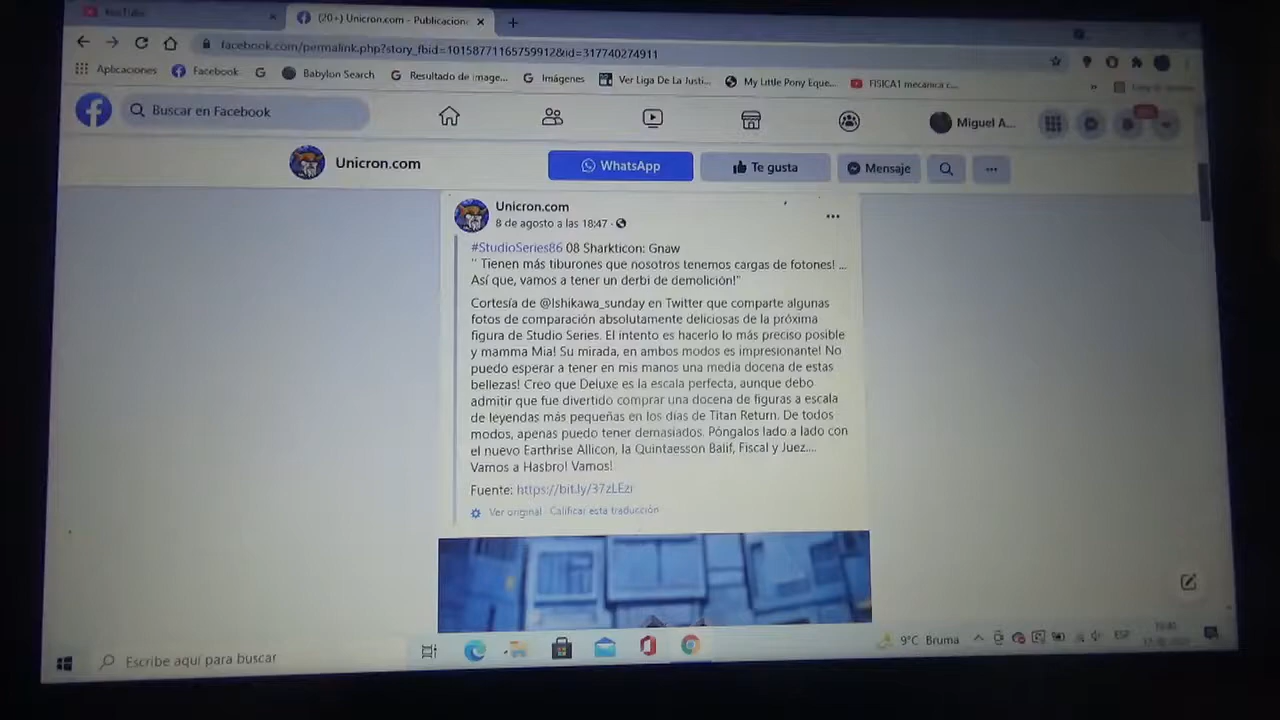 YouTube
(20+) Unicron.com - Publicacion
facebook.com/permalink.php?story_fbid=10158771165759912&id=317740274911
Aplicaciones Facebook Babylon Search Resultado de image... Imágenes Ver Liga De La Justi... My Little Pony Eque... FISICA1 mecánica c... »
Buscar en Facebook
Miguel A...
Unicron.com
WhatsApp
Te gusta
Mensaje
Unicron.com
8 de agosto a las 18:47 ·
#StudioSeries86 08 Sharkticon: Gnaw
" Tienen más tiburones que nosotros tenemos cargas de fotones! ...
Así que, vamos a tener un derbi de demolición!"
Cortesía de @Ishikawa_sunday en Twitter que comparte algunas
fotos de comparación absolutamente deliciosas de la próxima
figura de Studio Series. El intento es hacerlo lo más preciso posible
y mamma Mia! Su mirada, en ambos modos es impresionante! No
puedo esperar a tener en mis manos una media docena de estas
bellezas! Creo que Deluxe es la escala perfecta, aunque debo
admitir que fue divertido comprar una docena de figuras a escala
de leyendas más pequeñas en los días de Titan Return. De todos
modos, apenas puedo tener demasiados. Póngalos lado a lado con
el nuevo Earthrise Allicon, la Quintaesson Balif, Fiscal y Juez....
Vamos a Hasbro! Vamos!
Fuente: https://bit.ly/37zLEzi
Ver original · Calificar esta traducción
Escribe aquí para buscar
9°C Bruma
ESP